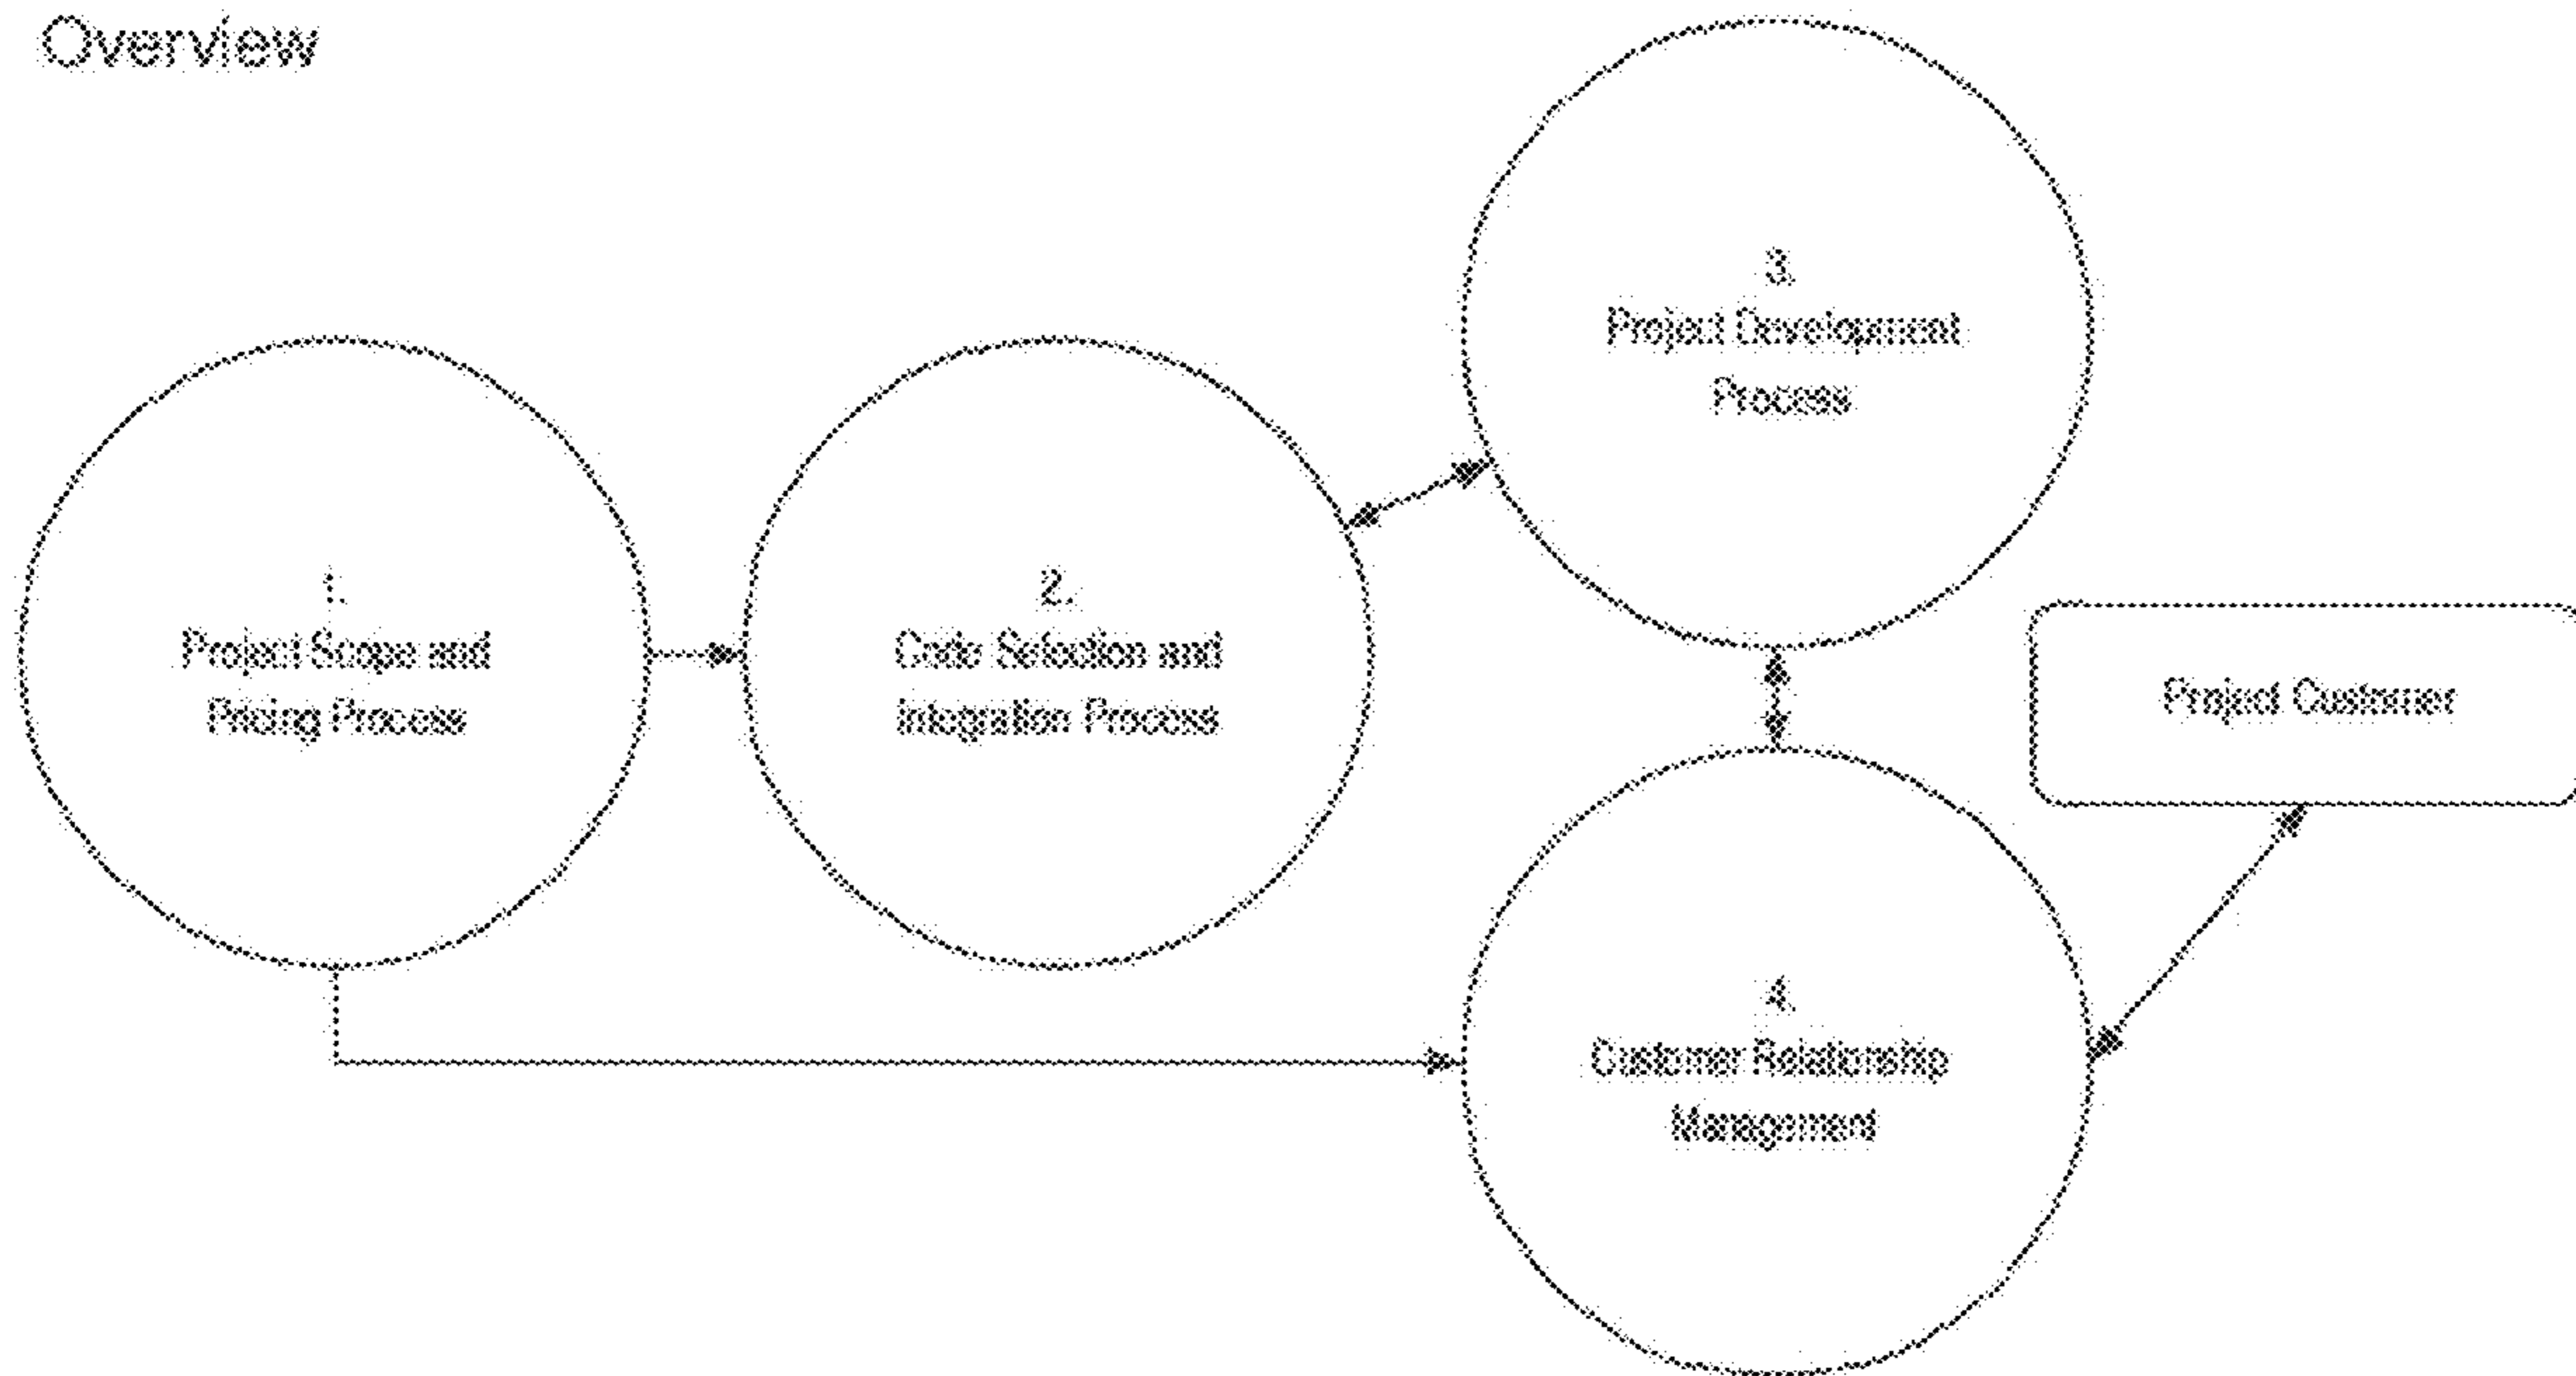 Overview
1.
Project Scope and
Pricing Process
2.
Code Selection and
Integration Process
3.
Project Development
Process
Project Customer
4.
Customer Relationship
Management